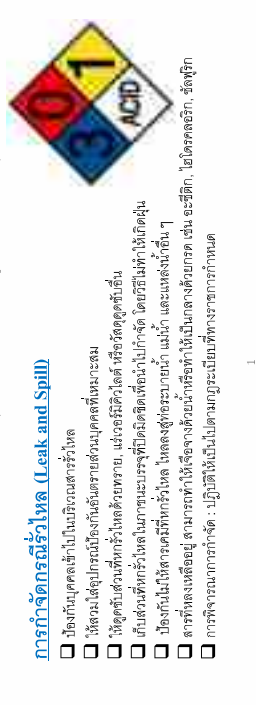 การกำจัดกรณีรั่วไหล (Leak and Spill)
ป้องกันบุคคลเข้าไปในบริเวณสารรั่วไหล
ให้สวมใส่อุปกรณ์ป้องกันอันตรายส่วนบุคคลที่เหมาะสม
ให้ดูดซับส่วนที่หกรั่วไหลด้วยทราย, แร่เวอร์มิคิวไลต์ หรือวัสดุดูดซับอื่น
เก็บส่วนที่หกรั่วไหลในภาชนะบรรจุที่ปิดมิดชิดเพื่อนำไปกำจัด โดยวิธีไม่ทำให้เกิดฝุ่น
ป้องกันไม่ให้สารเคมีที่หกรั่วไหล ไหลลงสู่ท่อระบายน้ำ แม่น้ำ และแหล่งน้ำอื่น ๆ
สารที่หลงเหลืออยู่ สามารถทำให้เจือจางด้วยน้ำหรือทำให้เป็นกลางด้วยกรด เช่น อะซีติก, ไฮโดรคลอริก, ซัลฟูริก
การพิจารณาการกำจัด : ปฏิบัติให้เป็นไปตามกฎระเบียบที่ทางราชการกำหนด
0
1
3
ACID
1